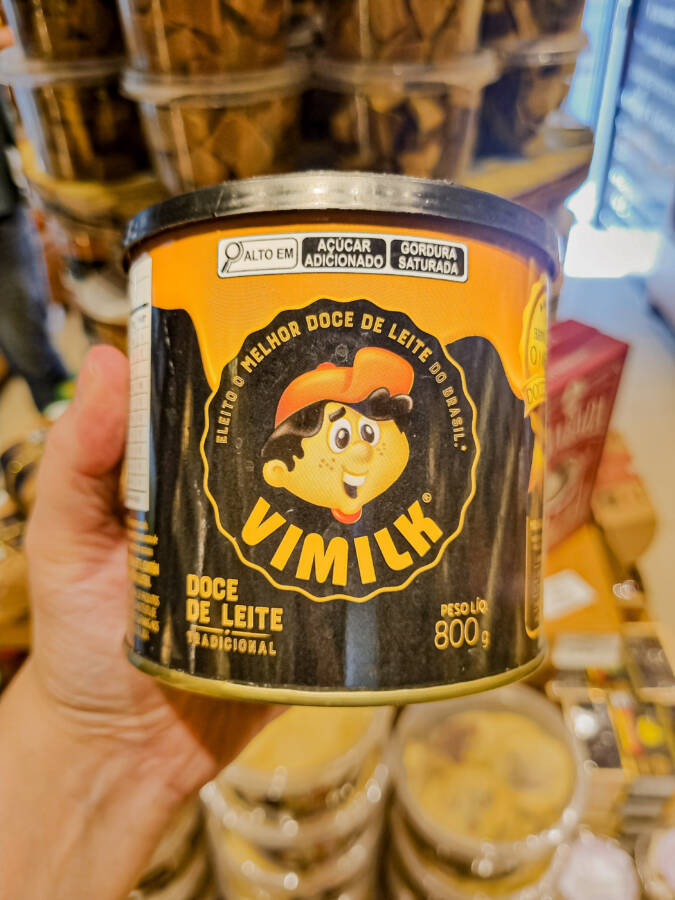 ALTO EM
AÇÚCAR
ADICIONADO
GORDURA
SATURADA
ELEITO O MELHOR DOCE DE LEITE DO BRASIL.*
VIMILK®
DOCE
DE LEITE
TRADICIONAL
PESO LÍQ.
800g